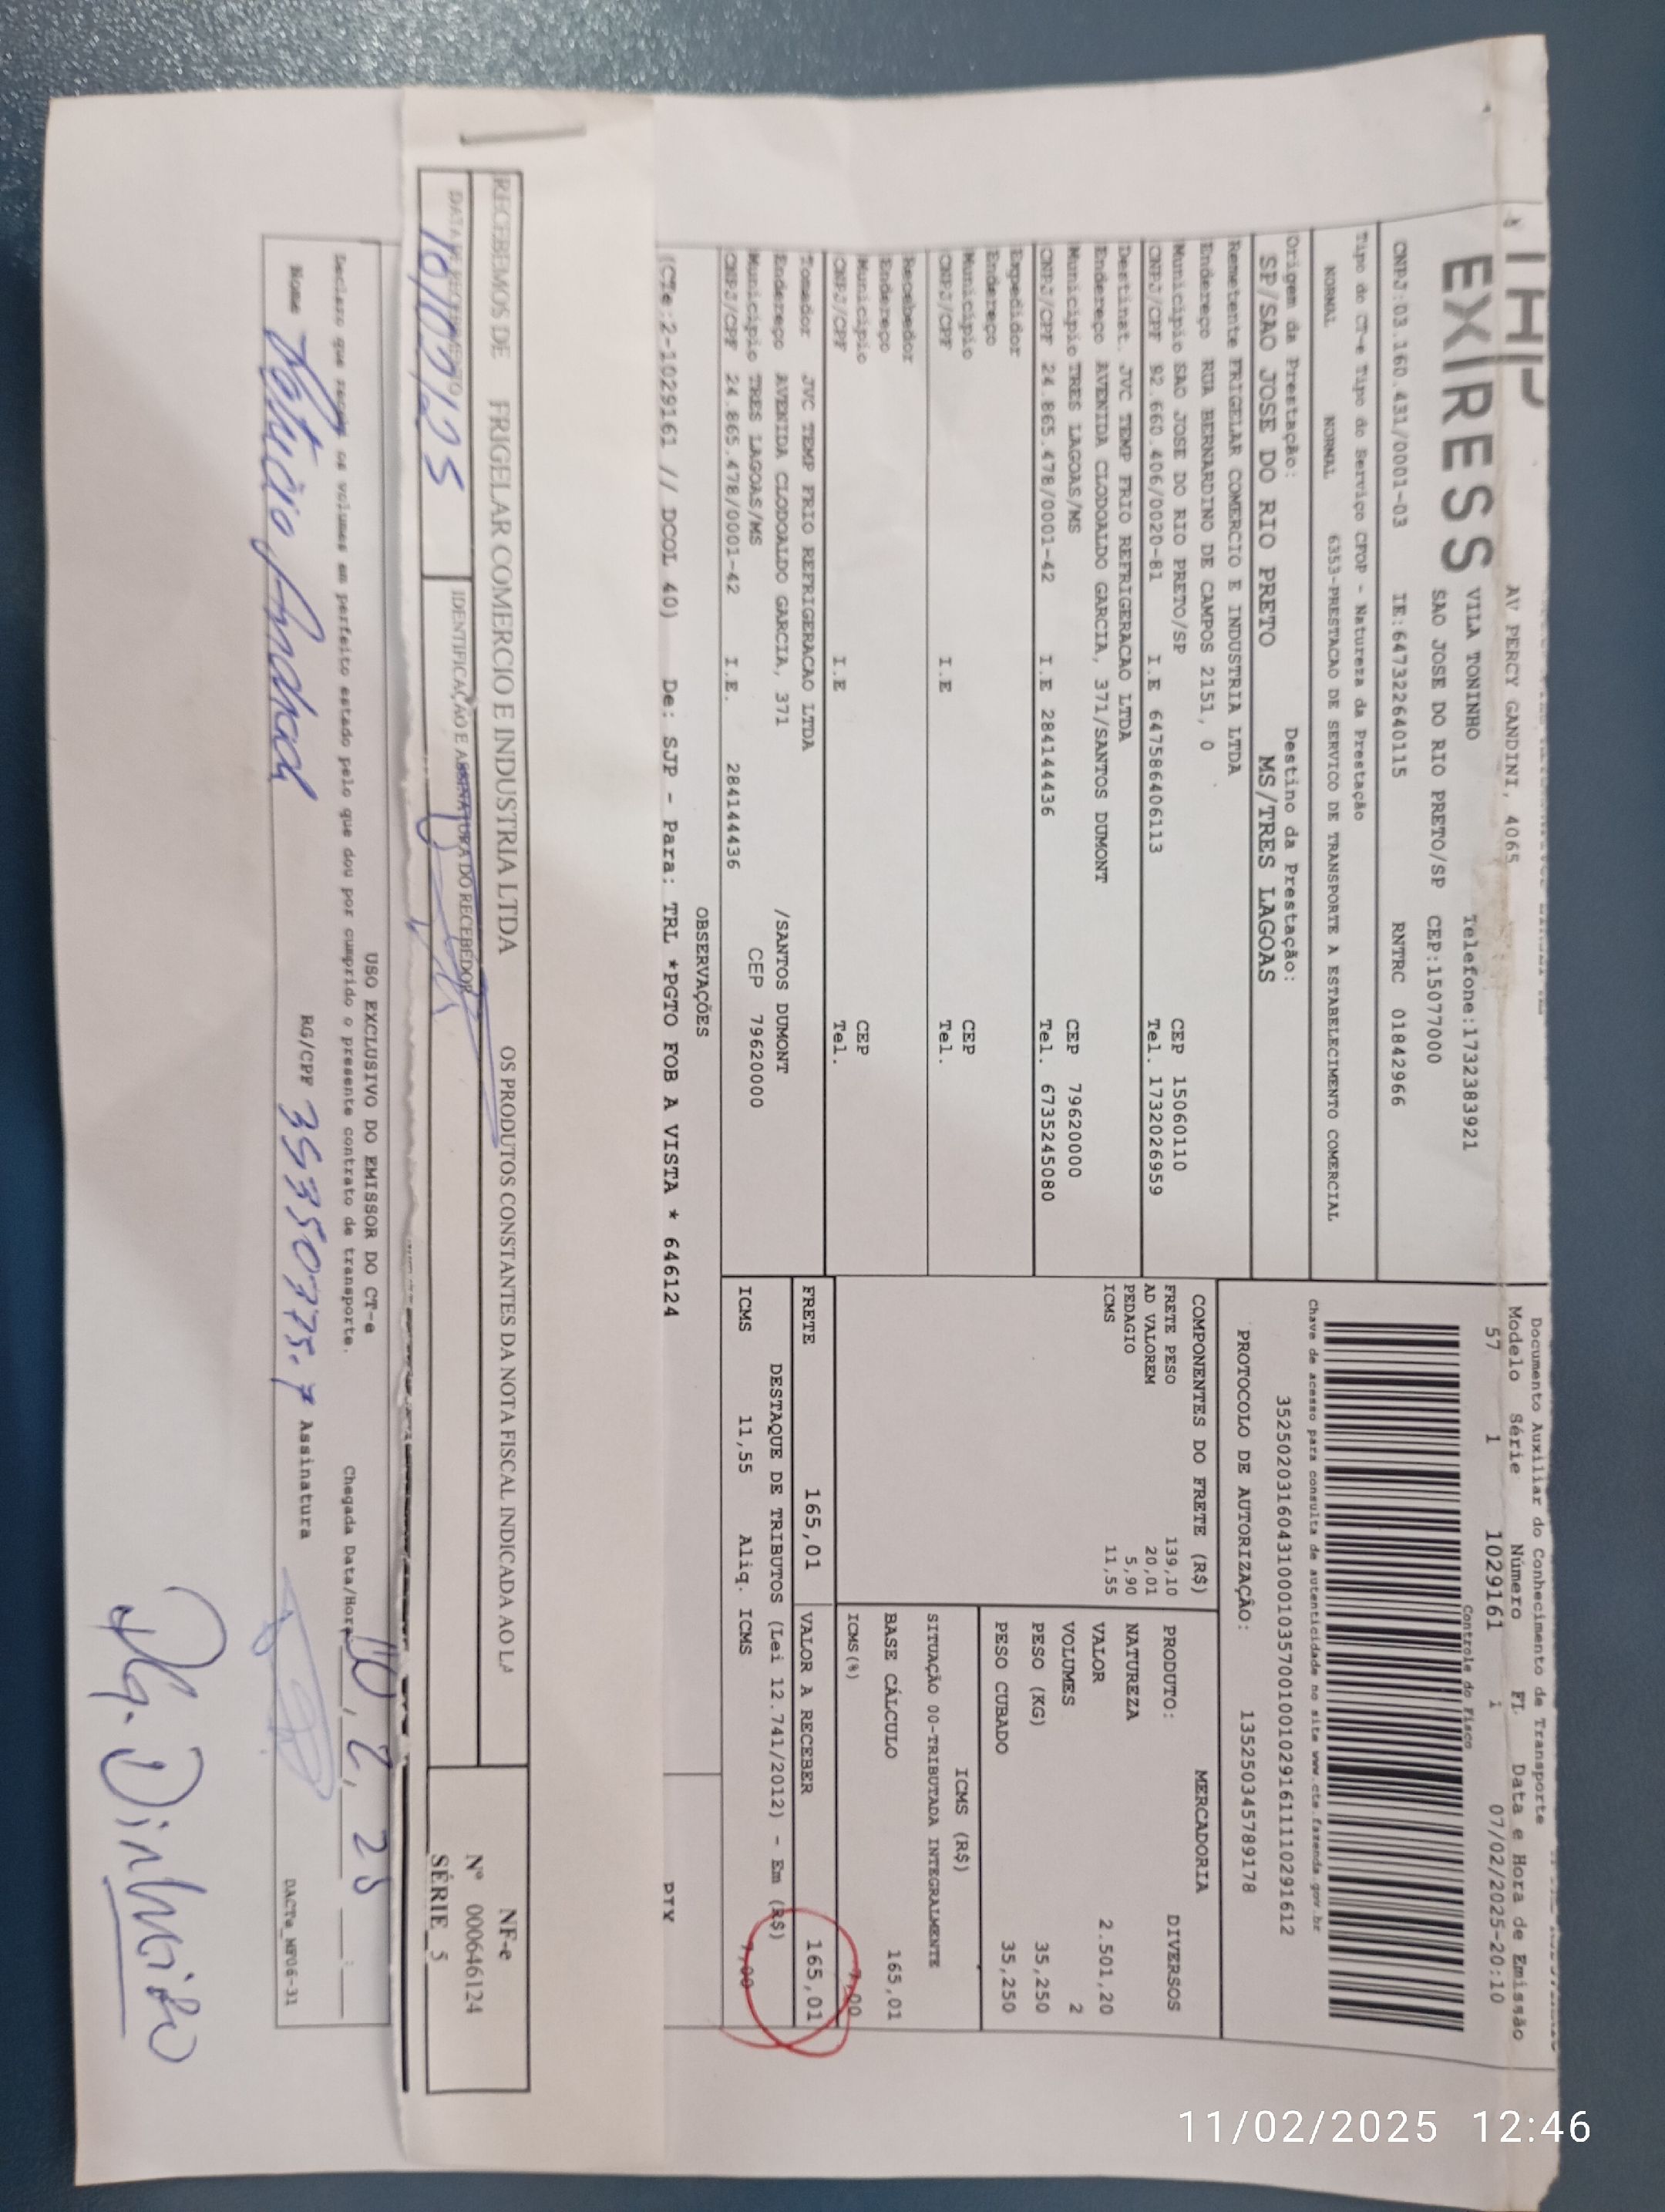 EXPRESS
AV PERCY GANDINI, 4065
VILA TONINHO
Telefone:1732383921
SAO JOSE DO RIO PRETO/SP CEP:15077000
CNPJ:03.160.431/0001-03 IE:647322640115 RNTRC 01842966
Tipo do CT-e Tipo do Serviço CFOP - Natureza da Prestação
NORMAL NORMAL 6353-PRESTACAO DE SERVICO DE TRANSPORTE A ESTABELECIMENTO COMERCIAL
Origem da Prestação: Destino da Prestação:
SP/SAO JOSE DO RIO PRETO MS/TRES LAGOAS
Remetente FRIGELAR COMERCIO E INDUSTRIA LTDA
Endereço RUA BERNARDINO DE CAMPOS 2151, 0
Município SAO JOSE DO RIO PRETO/SP CEP 15060110
CNPJ/CPF 92.660.406/0020-81 I.E 647586406113 Tel. 1732026959
Destinat. JVC TEMP FRIO REFRIGERACAO LTDA
Endereço AVENIDA CLODOALDO GARCIA, 371/SANTOS DUMONT
Município TRES LAGOAS/MS CEP 79620000
CNPJ/CPF 24.865.478/0001-42 I.E 284144436 Tel. 6735245080
Expedidor
Endereço
Município CEP
CNPJ/CPF I.E Tel.
Recebedor
Endereço
Município CEP
CNPJ/CPF I.E Tel.
Tomador JVC TEMP FRIO REFRIGERACAO LTDA
Endereço AVENIDA CLODOALDO GARCIA, 371 /SANTOS DUMONT
Município TRES LAGOAS/MS CEP 79620000
CNPJ/CPF 24.865.478/0001-42 I.E. 284144436
Documento Auxiliar do Conhecimento de Transporte
Modelo Série Número Fl. Data e Hora de Emissão
57 1 1029161 1 07/02/2025-20:10
Controle do Fisco
Chave de acesso para consulta de autenticidade no site www.cte.fazenda.gov.br
35250203160431000103570010010291611110291612
PROTOCOLO DE AUTORIZAÇÃO: 135250345789178
COMPONENTES DO FRETE (R$)
FRETE PESO 139,10
AD VALOREM 20,01
PEDAGIO 5,90
ICMS 11,55
MERCADORIA
PRODUTO: DIVERSOS
NATUREZA
VALOR 2.501,20
VOLUMES 2
PESO (KG) 35,250
PESO CUBADO 35,250
ICMS (R$)
SITUAÇÃO 00-TRIBUTADA INTEGRALMENTE
BASE CÁLCULO 165,01
ICMS(%) 7,00
FRETE 165,01 VALOR A RECEBER 165,01
DESTAQUE DE TRIBUTOS (Lei 12.741/2012) - Em (R$)
ICMS 11,55 Aliq. ICMS 7,00
OBSERVAÇÕES
(CTe:2-1029161 // DCOL 40) De: SJP - Para: TRL *PGTO FOB A VISTA * 646124
RECEBEMOS DE FRIGELAR COMERCIO E INDUSTRIA LTDA OS PRODUTOS CONSTANTES DA NOTA FISCAL INDICADA AO LA
DATA DE RECEBIMENTO
10/02/25
IDENTIFICAÇÃO E ASSINATURA DO RECEBEDOR
NF-e
Nº 000646124
SÉRIE 5
USO EXCLUSIVO DO EMISSOR DO CT-e
Declaro que recebi os volumes em perfeito estado pelo que dou por cumprido o presente contrato de transporte. Chegada Data/Hora 10 / 2 / 25 :
Nome RG/CPF Assinatura
DACTe_NF06-31
Pg. Dinheiro
11/02/2025 12:46